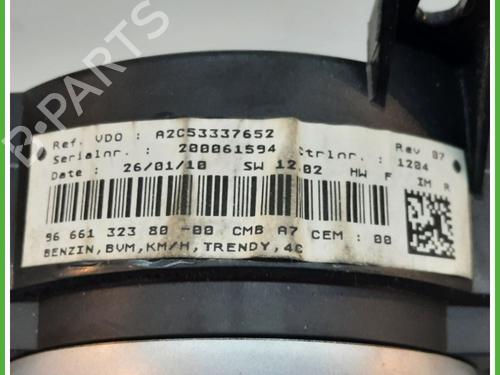 B-PARTS
Ref. VDO : A2C53337652
Serialnr. : 200061594 Ctrlnr. : 1204 Rev 07
Date : 26/01/10 SW 12.02 HW F IM R
96 661 323 80 -00 CMB A7 CEM : 00
BENZIN,BVM,KM/H,TRENDY,4C